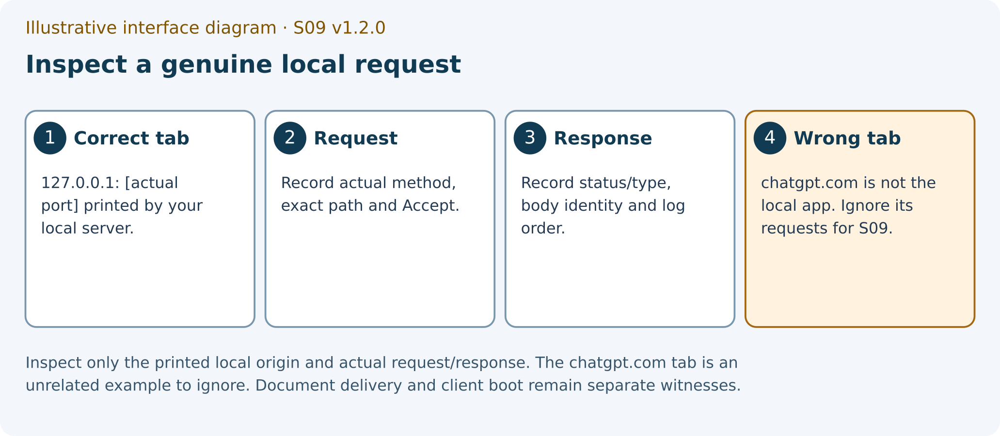 Illustrative interface diagram · S09 v1.2.0
Inspect a genuine local request
1 Correct tab
127.0.0.1: [actual
port] printed by your
local server.
2 Request
Record actual method,
exact path and Accept.
3 Response
Record status/type,
body identity and log
order.
4 Wrong tab
chatgpt.com is not the
local app. Ignore its
requests for S09.
Inspect only the printed local origin and actual request/response. The chatgpt.com tab is an
unrelated example to ignore. Document delivery and client boot remain separate witnesses.